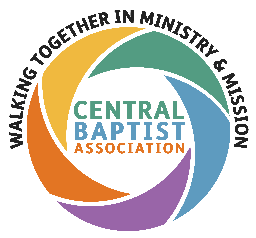 WALKING TOGETHER IN MINISTRY & MISSION
CENTRAL
BAPTIST
ASSOCIATION